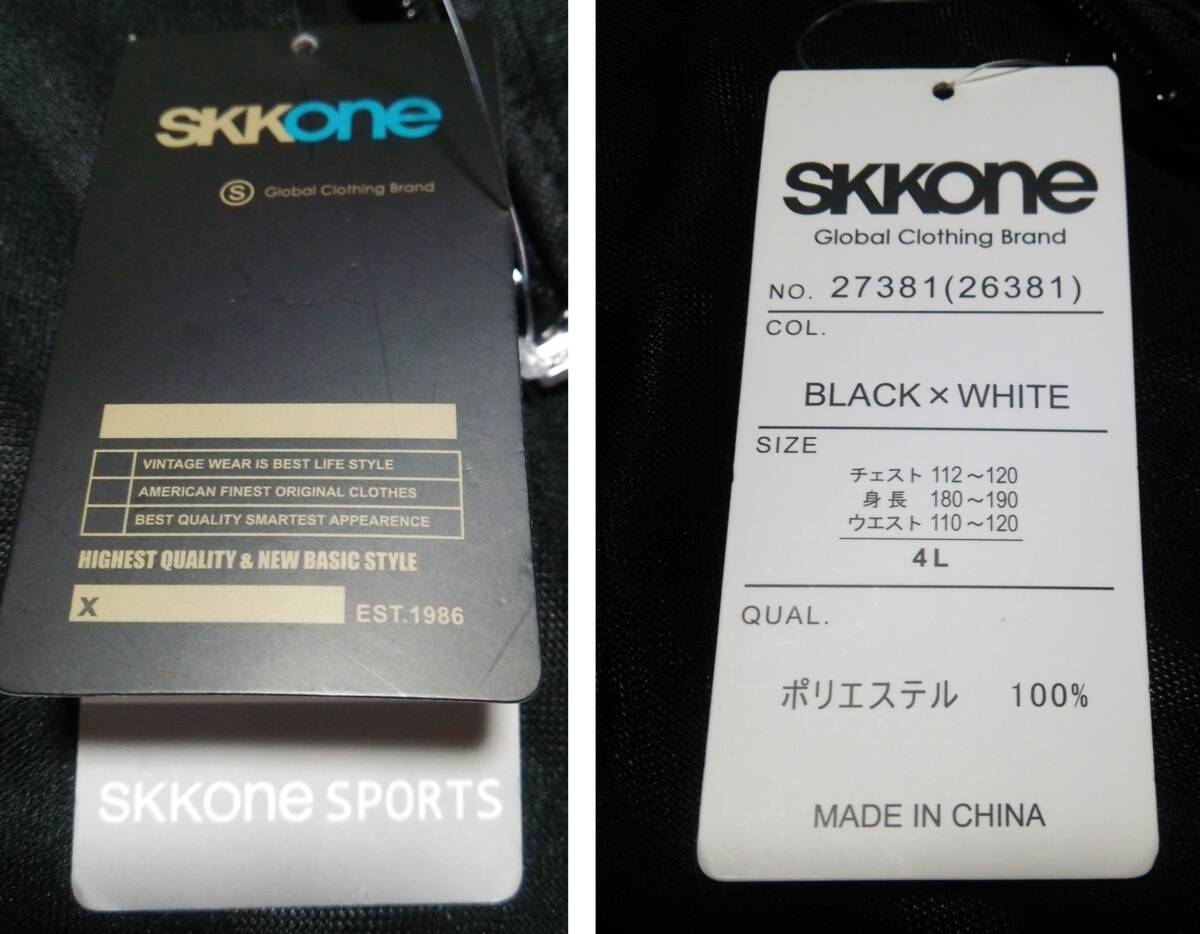 SKKone
S Global Clothing Brand
VINTAGE WEAR IS BEST LIFE STYLE
AMERICAN FINEST ORIGINAL CLOTHES
BEST QUALITY SMARTEST APPEARENCE
HIGHEST QUALITY & NEW BASIC STYLE
X EST.1986
SKKone SPORTS
SKKone
Global Clothing Brand
NO. 27381(26381)
COL.
BLACK×WHITE
SIZE
チェスト 112～120
身長 180～190
ウエスト 110～120
4L
QUAL.
ポリエステル 100%
MADE IN CHINA